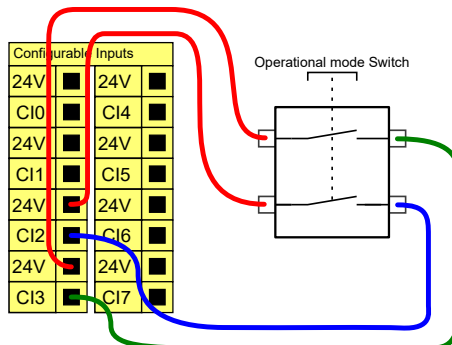 Configurable Inputs
Operational mode Switch
24V 24V
CI0 CI4
24V 24V
CI1 CI5
24V 24V
CI2 CI6
24V 24V
CI3 CI7